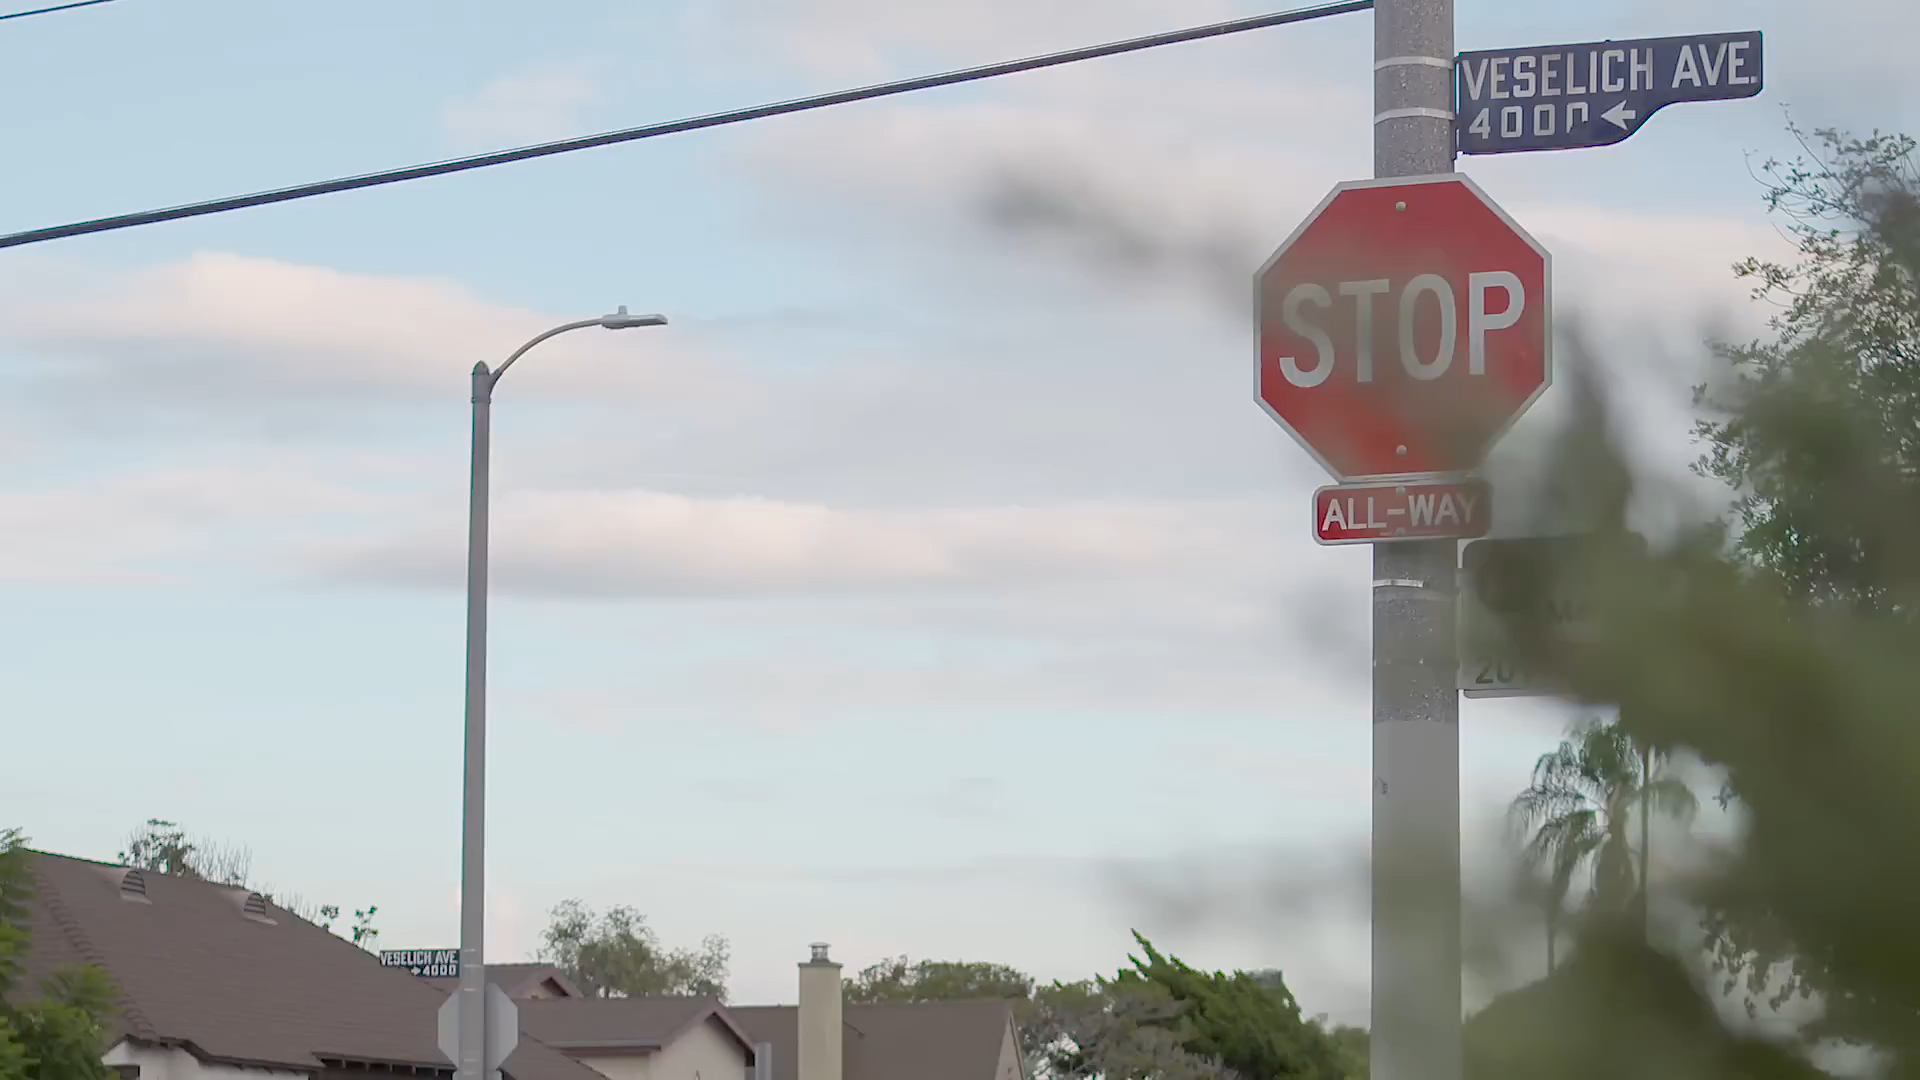 VESELICH AVE.
4000
STOP
ALL-WAY
VESELICH AVE.
4000